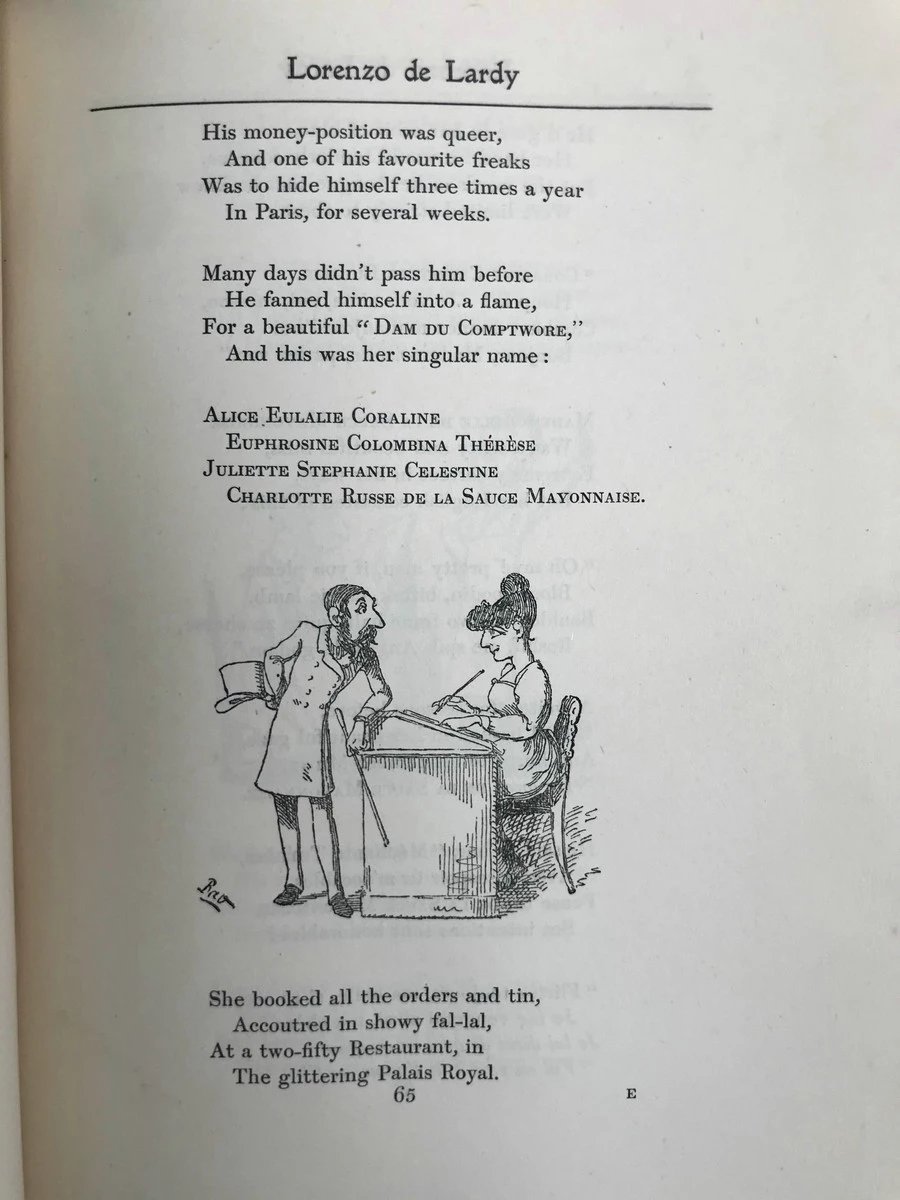 Lorenzo de Lardy
His money-position was queer,
And one of his favourite freaks
Was to hide himself three times a year
In Paris, for several weeks.
Many days didn't pass him before
He fanned himself into a flame,
For a beautiful "DAM DU COMPTWORE,"
And this was her singular name :
ALICE EULALIE CORALINE
EUPHROSINE COLOMBINA THÉRÈSE
JULIETTE STEPHANIE CELESTINE
CHARLOTTE RUSSE DE LA SAUCE MAYONNAISE.
She booked all the orders and tin,
Accoutred in showy fal-lal,
At a two-fifty Restaurant, in
The glittering Palais Royal.
65
E